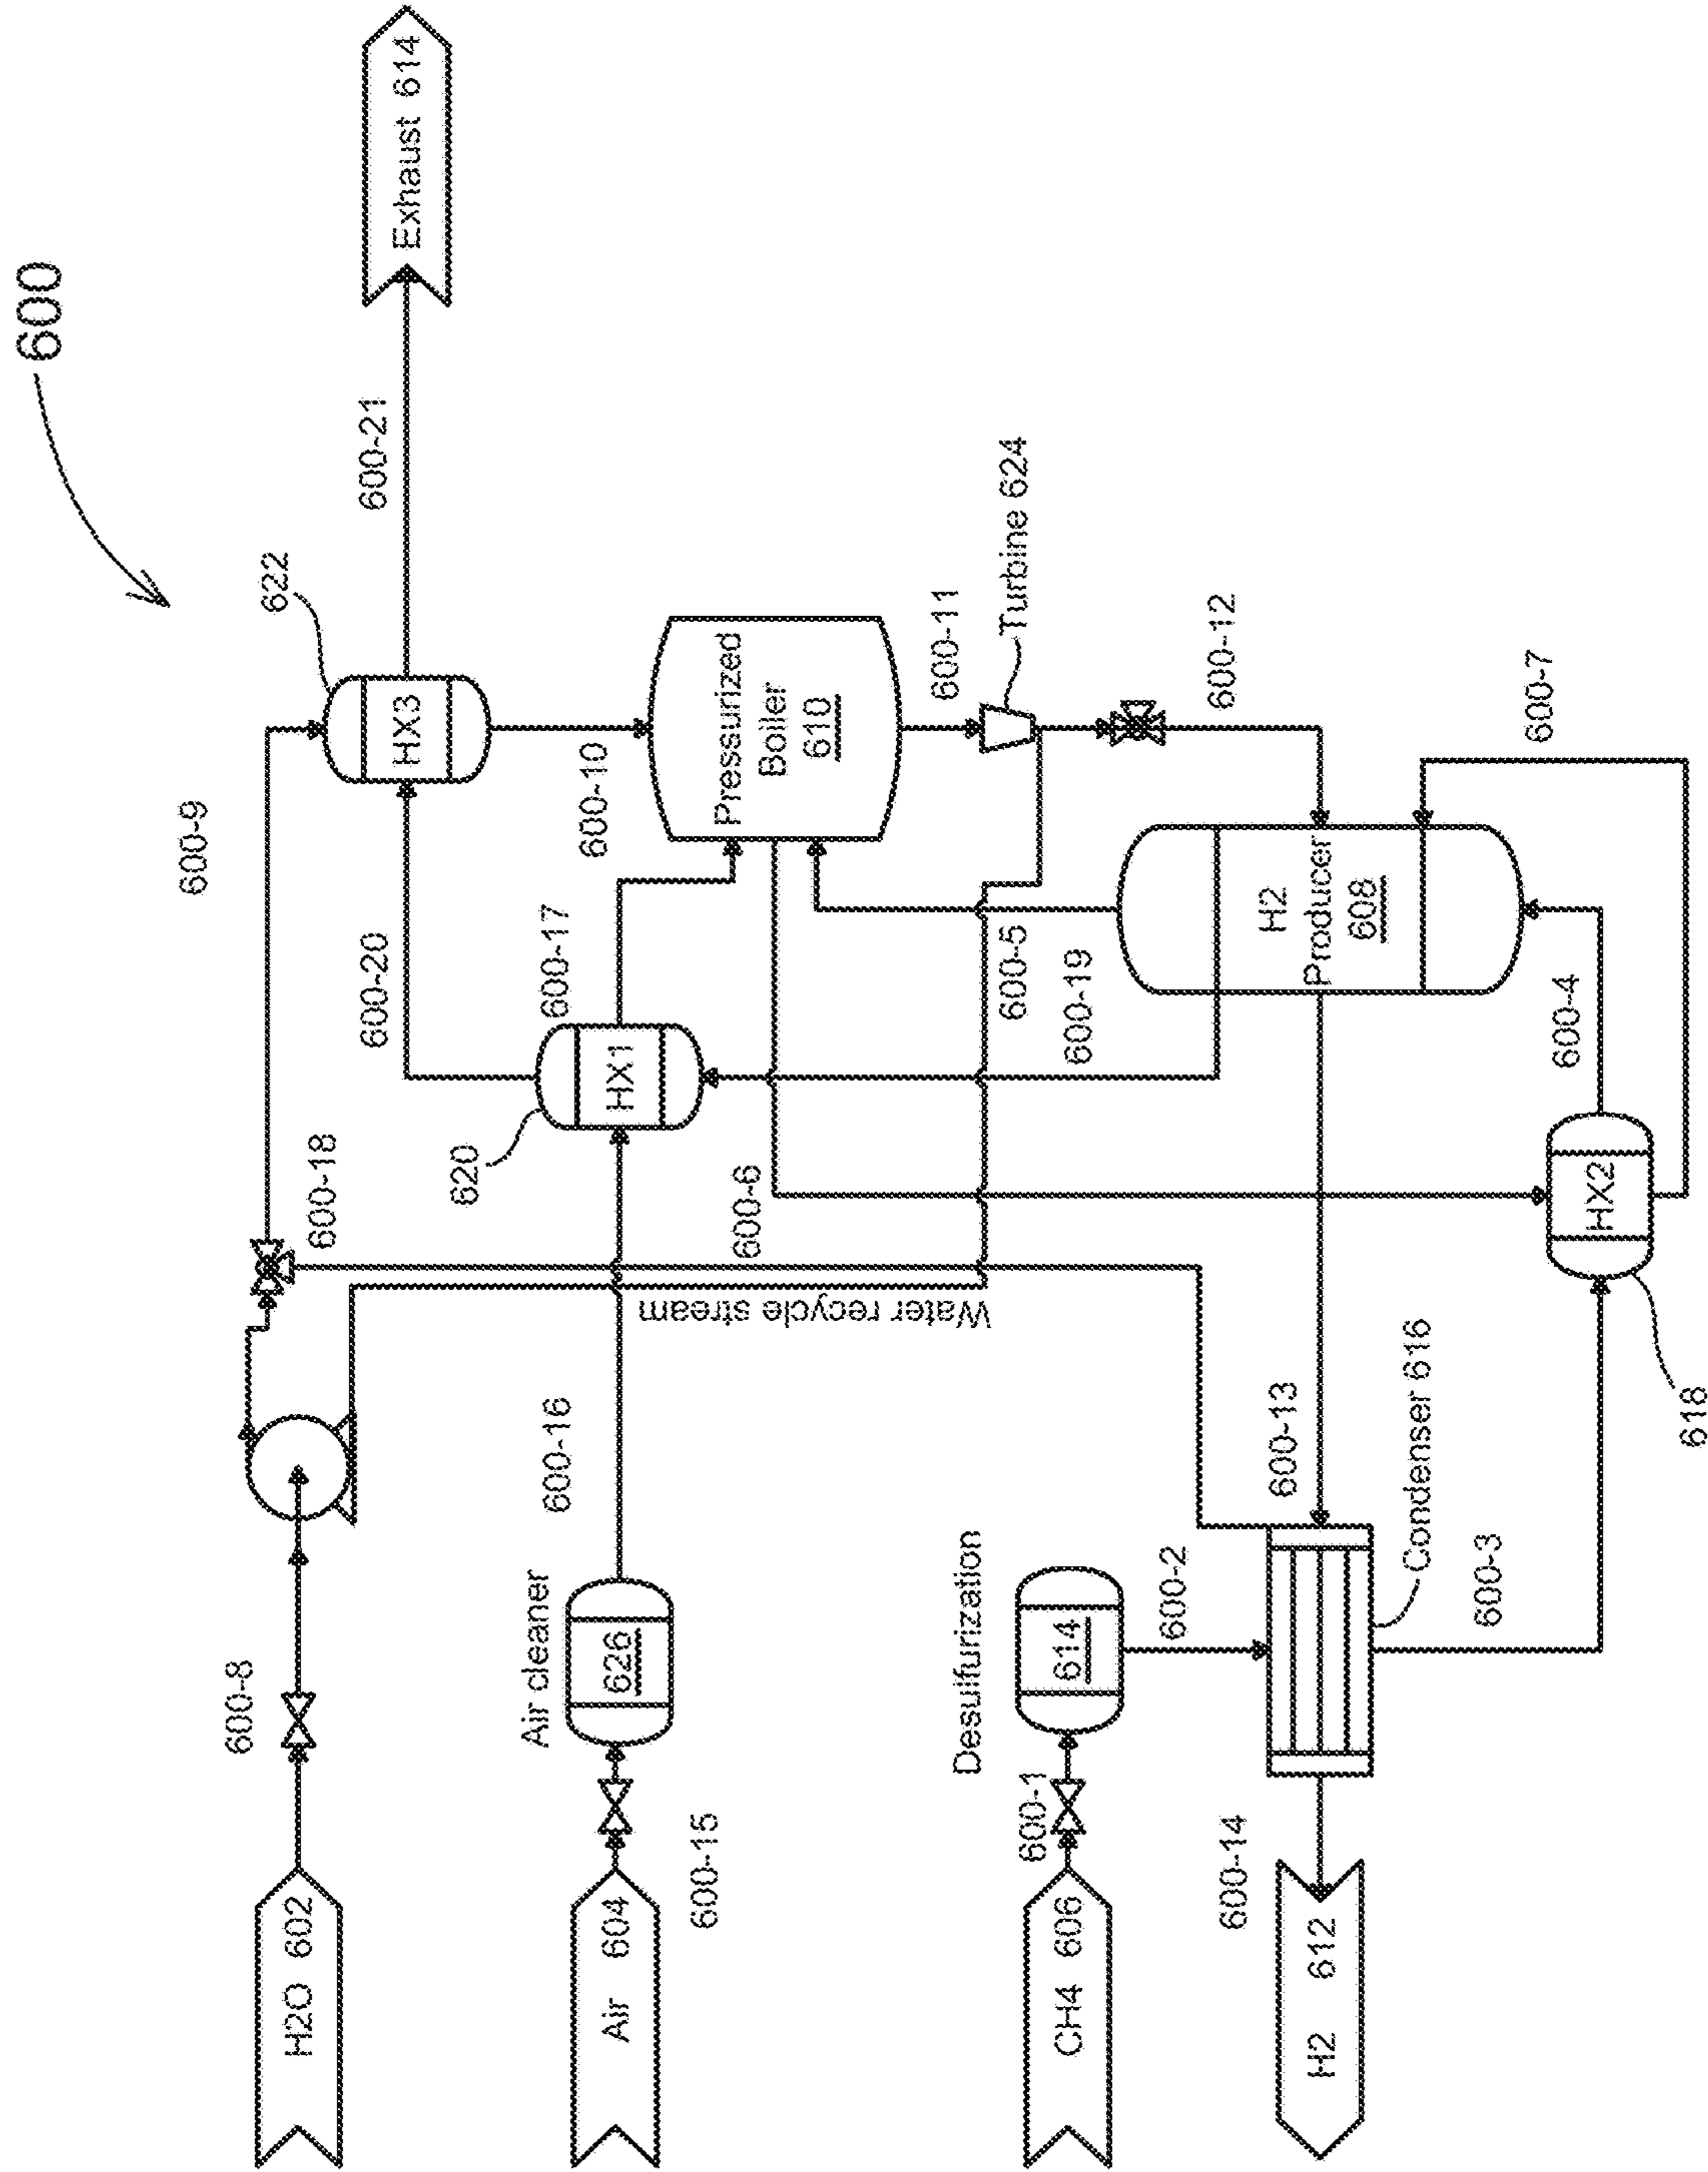 600
H2O 602
600-8
600-18
600-9
622
HX3
600-21
Exhaust 614
Air 604
600-15
Air cleaner
626
600-16
620
HX1
600-17
600-20
600-10
Pressurized
Boiler
610
600-11
Turbine 624
600-12
Water recycle stream
600-6
600-5
600-19
H2
Producer
608
600-7
600-4
HX2
618
CH4 606
600-1
Desulfurization
614
600-2
600-13
Condenser 616
600-3
600-14
H2 612